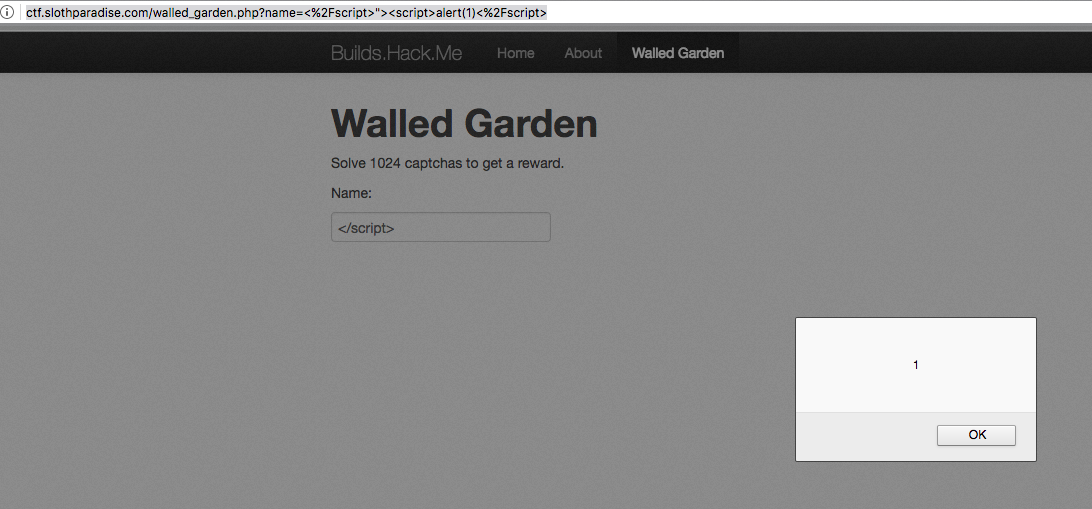 ctf.slothparadise.com/walled_garden.php?name=<%2Fscript>"><script>alert(1)<%2Fscript>
Builds.Hack.Me Home About Walled Garden
Walled Garden
Solve 1024 captchas to get a reward.
Name:
</script>
1
OK